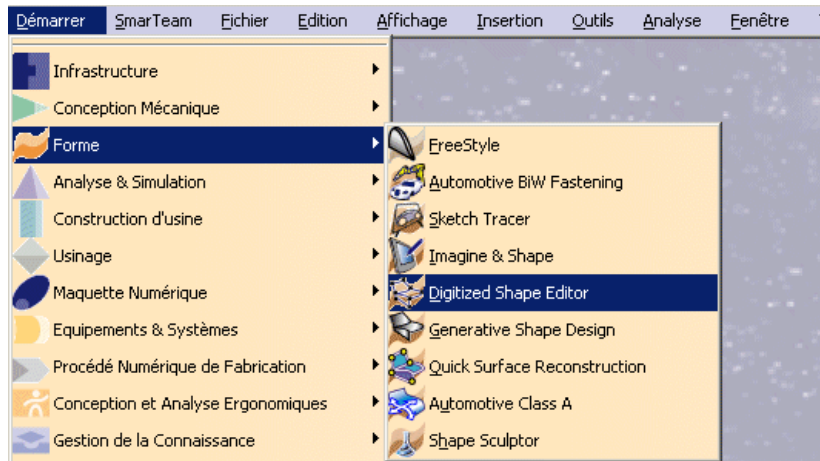 Démarrer SmarTeam Fichier Edition Affichage Insertion Outils Analyse Fenêtre
Infrastructure
Conception Mécanique
Forme
Analyse & Simulation
Construction d'usine
Usinage
Maquette Numérique
Equipements & Systèmes
Procédé Numérique de Fabrication
Conception et Analyse Ergonomiques
Gestion de la Connaissance
FreeStyle
Automotive BiW Fastening
Sketch Tracer
Imagine & Shape
Digitized Shape Editor
Generative Shape Design
Quick Surface Reconstruction
Automotive Class A
Shape Sculptor